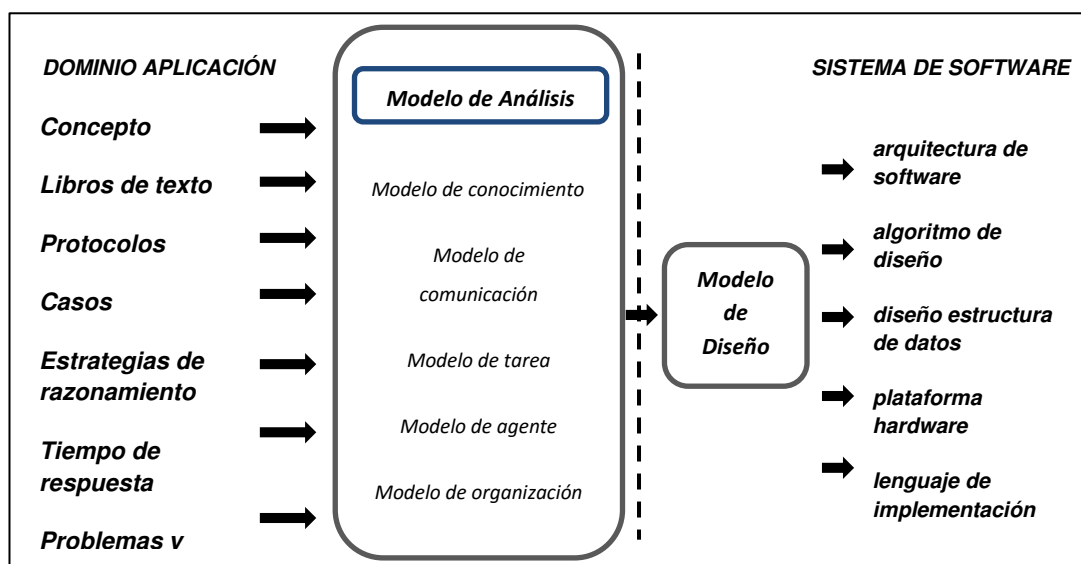 DOMINIO APLICACIÓN
Concepto
Libros de texto
Protocolos
Casos
Estrategias de
razonamiento
Tiempo de
respuesta
Problemas v
Modelo de Análisis
Modelo de conocimiento
Modelo de
comunicación
Modelo de tarea
Modelo de agente
Modelo de organización
Modelo
de
Diseño
SISTEMA DE SOFTWARE
arquitectura de
software
algoritmo de
diseño
diseño estructura
de datos
plataforma
hardware
lenguaje de
implementación